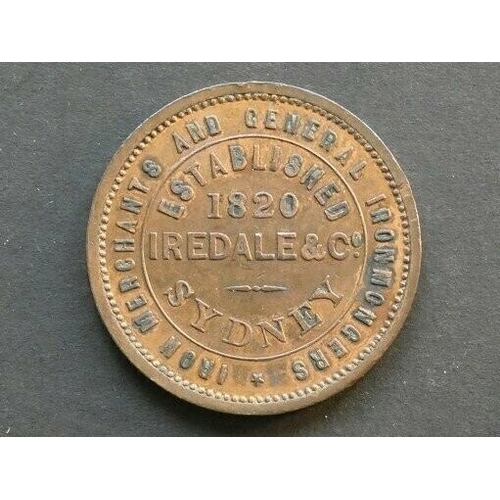 IRON MERCHANTS AND GENERAL IRONMONGERS
ESTABLISHED
1820
IREDALE & Co.
SYDNEY